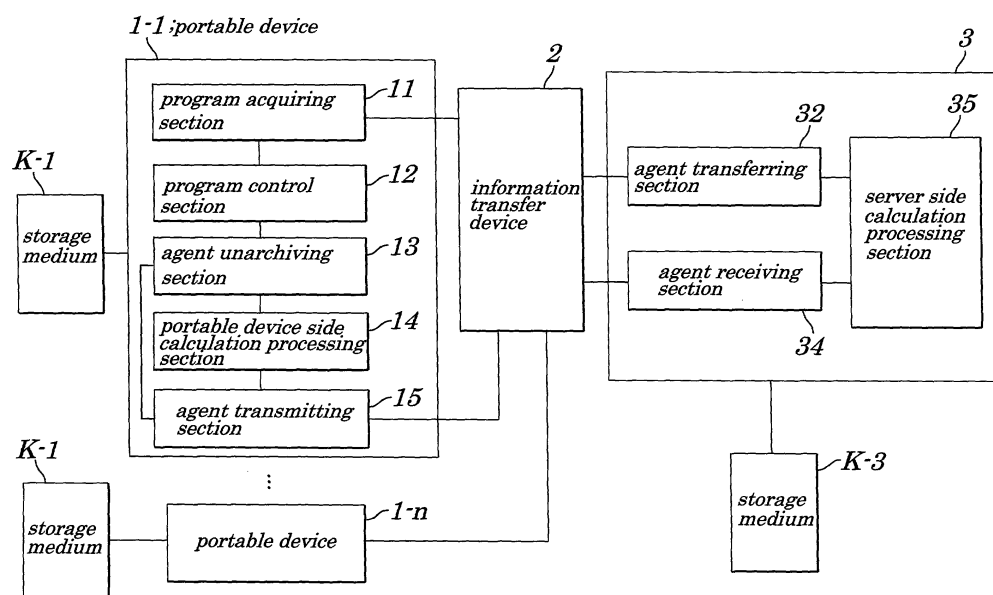 1-1;portable device
program acquiring
section
11
program control
section
12
agent unarchiving
section
13
portable device side
calculation processing
section
14
agent transmitting
section
15
K-1
storage
medium
K-1
storage
medium
⋮
portable device
1-n
2
information
transfer
device
3
32
agent transferring
section
agent receiving
section
34
35
server side
calculation
processing
section
K-3
storage
medium